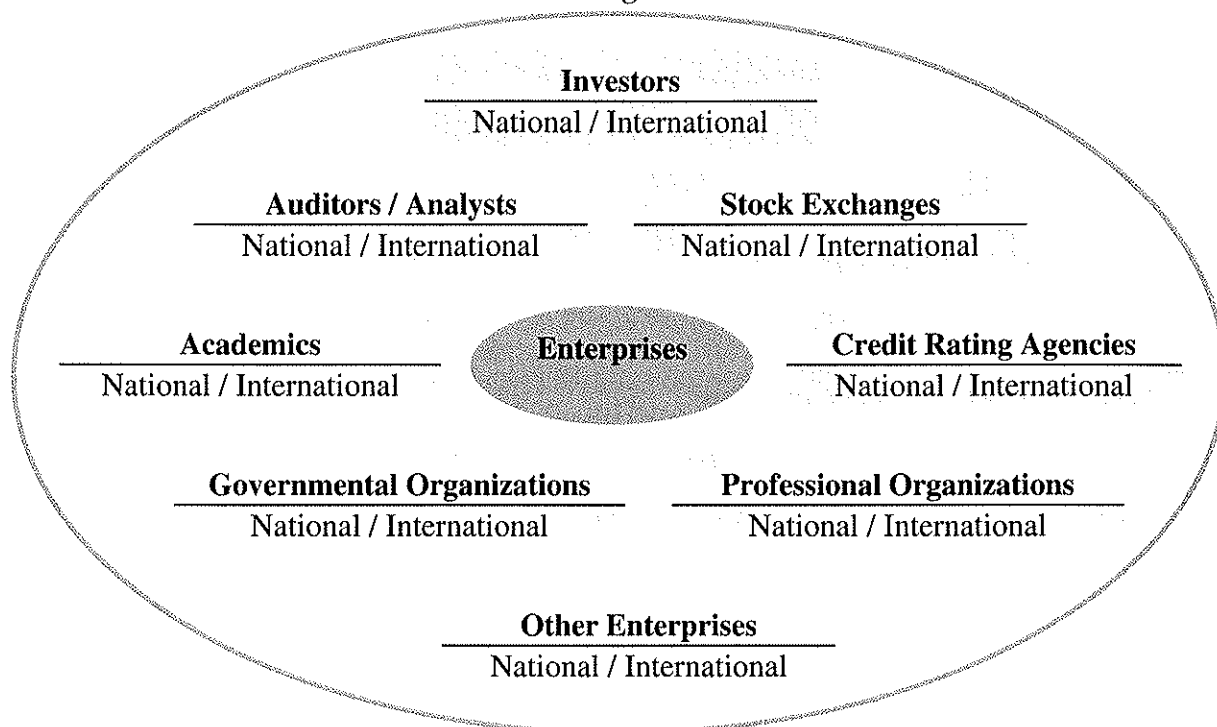 Investors
National / International
Auditors / Analysts
National / International
Stock Exchanges
National / International
Academics
National / International
Enterprises
Credit Rating Agencies
National / International
Governmental Organizations
National / International
Professional Organizations
National / International
Other Enterprises
National / International